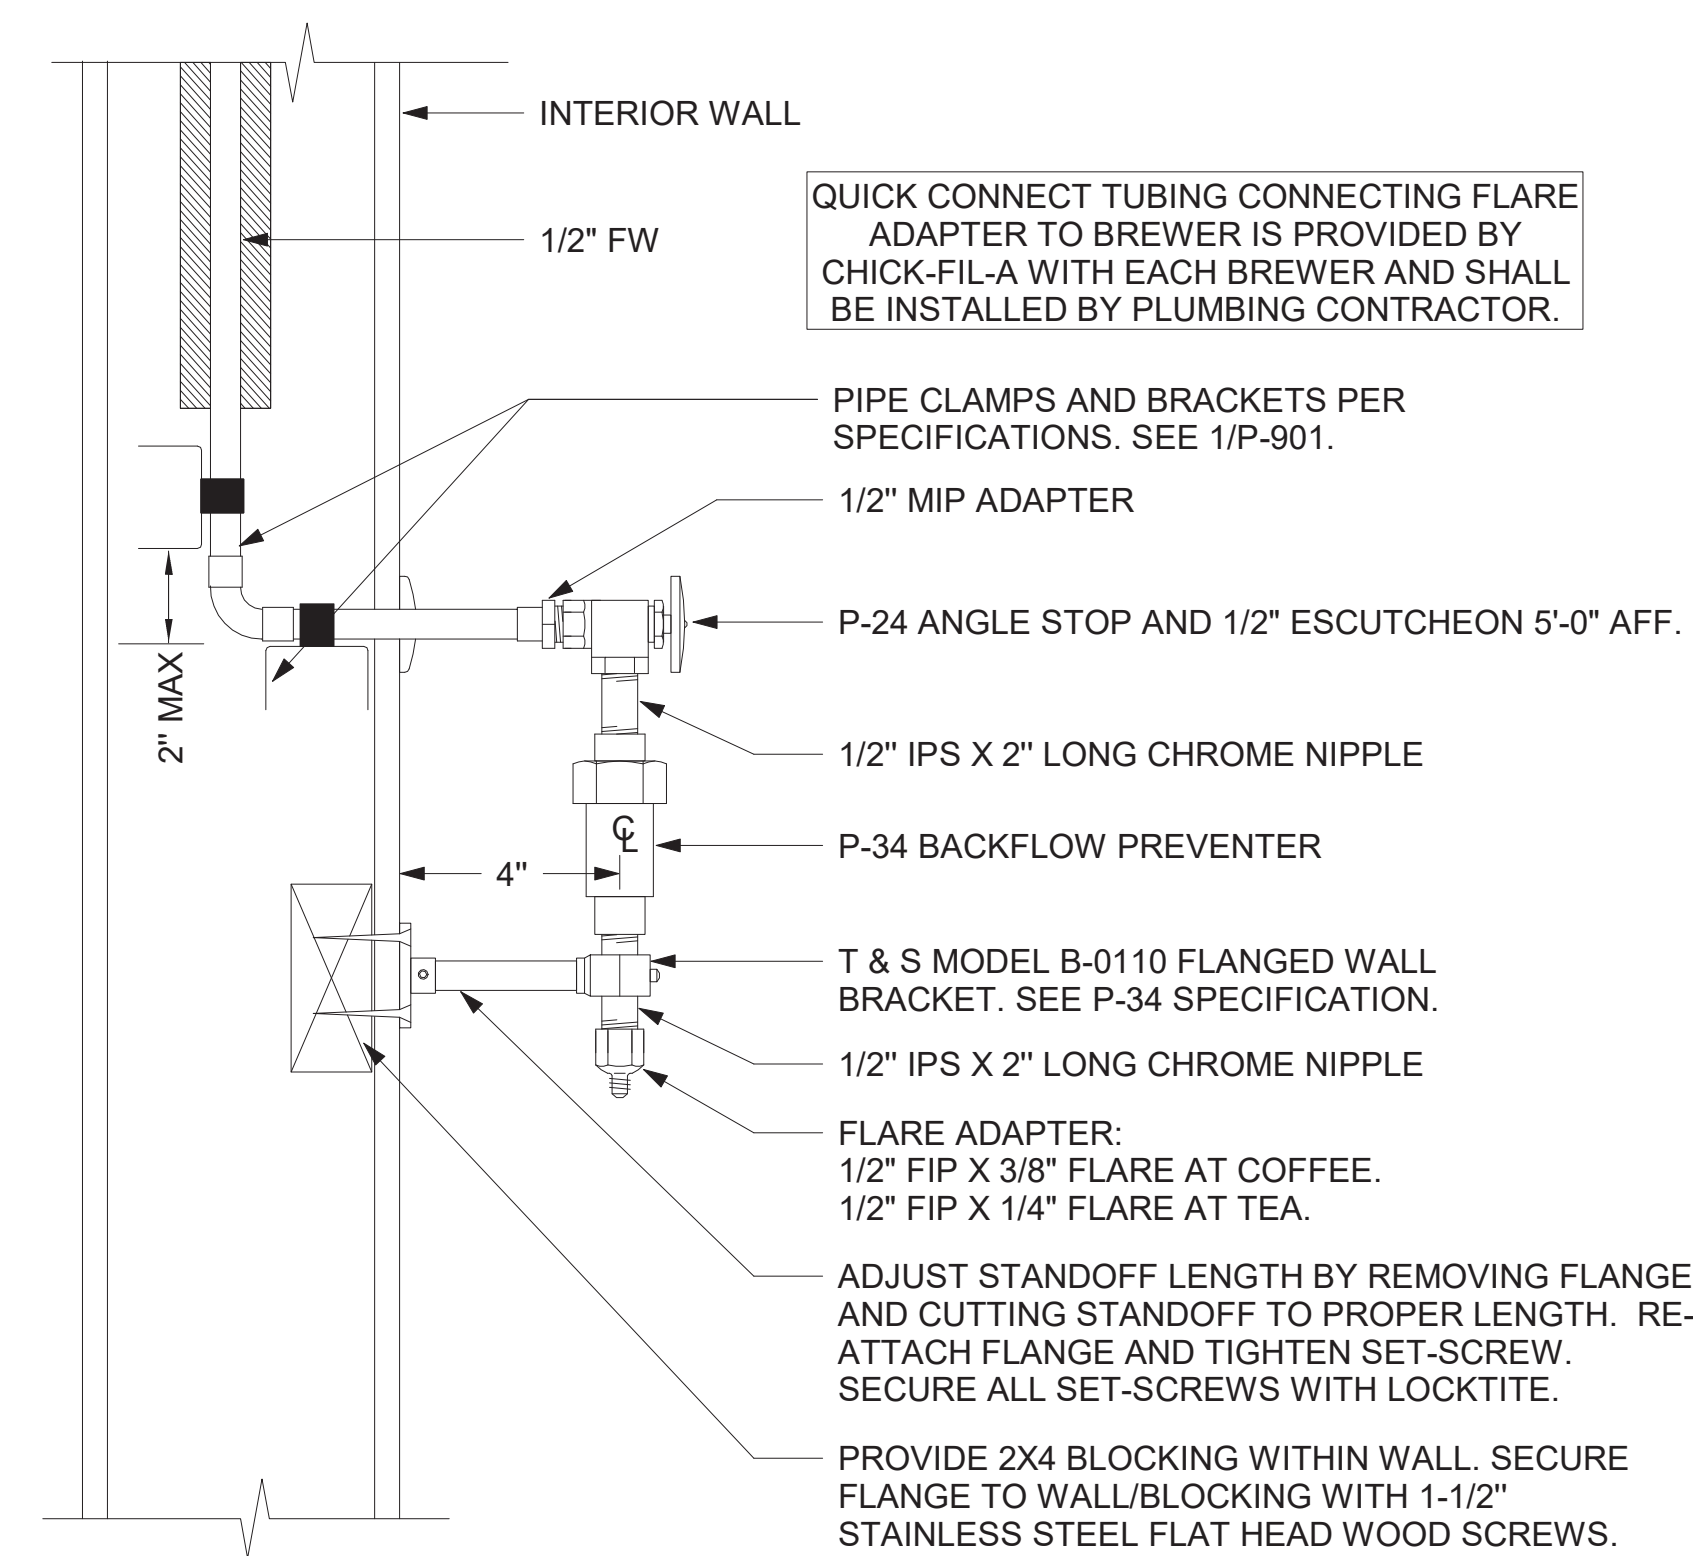 INTERIOR WALL
1/2" FW
QUICK CONNECT TUBING CONNECTING FLARE
ADAPTER TO BREWER IS PROVIDED BY
CHICK-FIL-A WITH EACH BREWER AND SHALL
BE INSTALLED BY PLUMBING CONTRACTOR.
PIPE CLAMPS AND BRACKETS PER
SPECIFICATIONS. SEE 1/P-901.
1/2" MIP ADAPTER
P-24 ANGLE STOP AND 1/2" ESCUTCHEON 5'-0" AFF.
2" MAX
1/2" IPS X 2" LONG CHROME NIPPLE
℄
P-34 BACKFLOW PREVENTER
4"
T & S MODEL B-0110 FLANGED WALL
BRACKET. SEE P-34 SPECIFICATION.
1/2" IPS X 2" LONG CHROME NIPPLE
FLARE ADAPTER:
1/2" FIP X 3/8" FLARE AT COFFEE.
1/2" FIP X 1/4" FLARE AT TEA.
ADJUST STANDOFF LENGTH BY REMOVING FLANGE
AND CUTTING STANDOFF TO PROPER LENGTH. RE-
ATTACH FLANGE AND TIGHTEN SET-SCREW.
SECURE ALL SET-SCREWS WITH LOCKTITE.
PROVIDE 2X4 BLOCKING WITHIN WALL. SECURE
FLANGE TO WALL/BLOCKING WITH 1-1/2"
STAINLESS STEEL FLAT HEAD WOOD SCREWS.